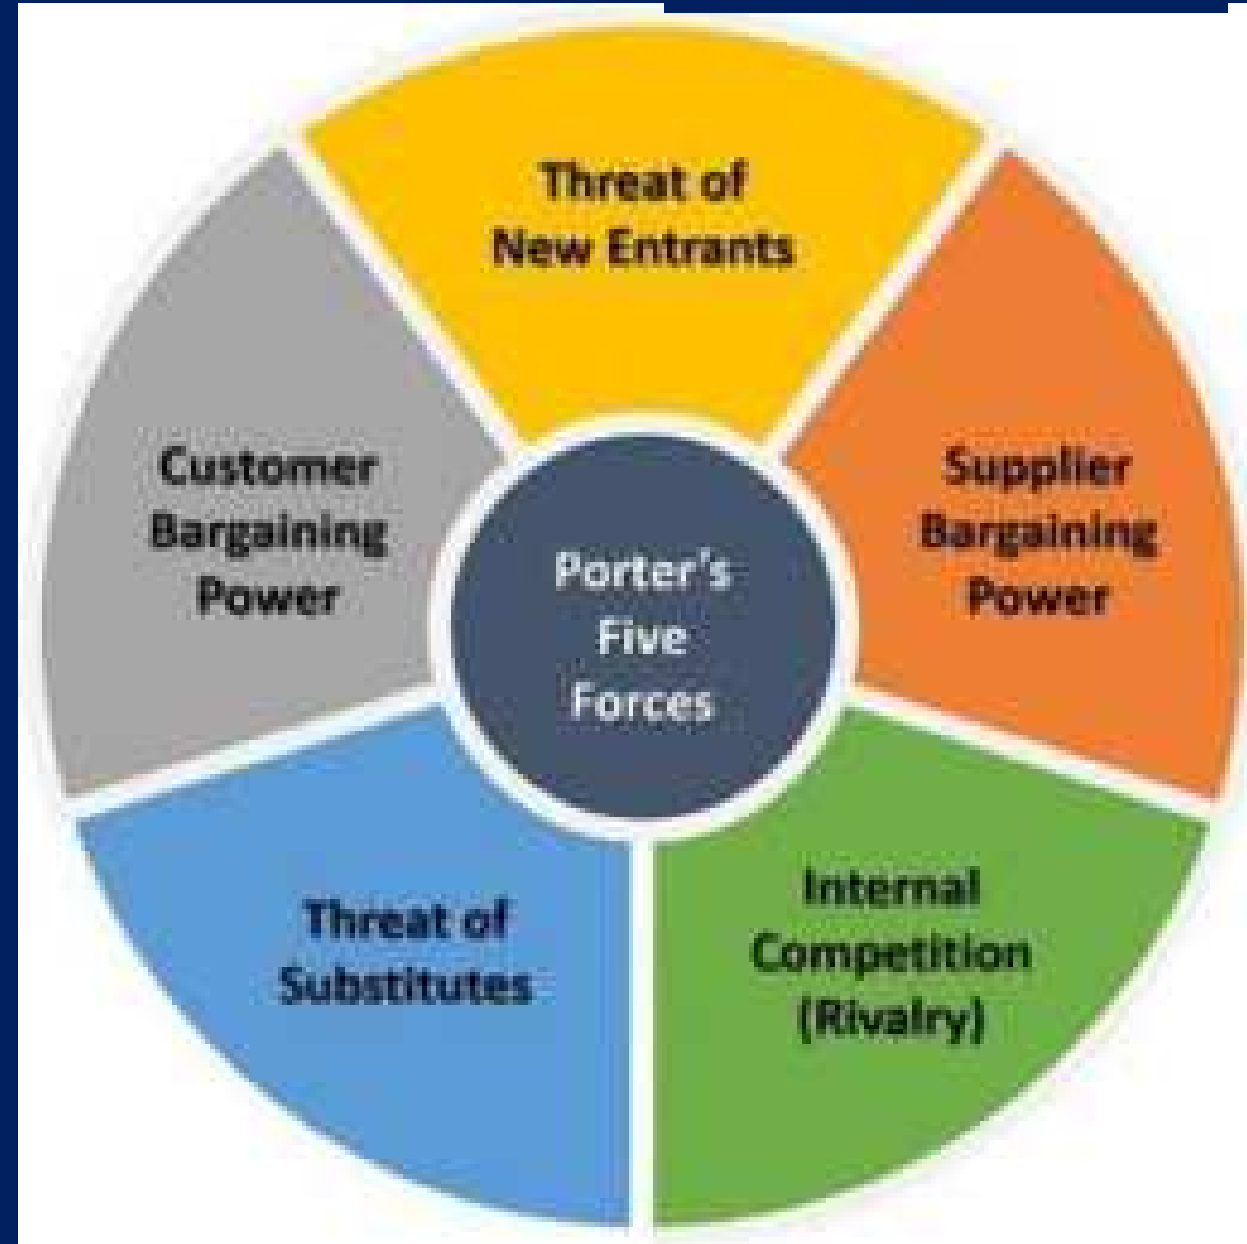 Threat of
New Entrants
Customer
Bargaining
Power
Supplier
Bargaining
Power
Porter's
Five
Forces
Threat of
Substitutes
Internal
Competition
(Rivalry)